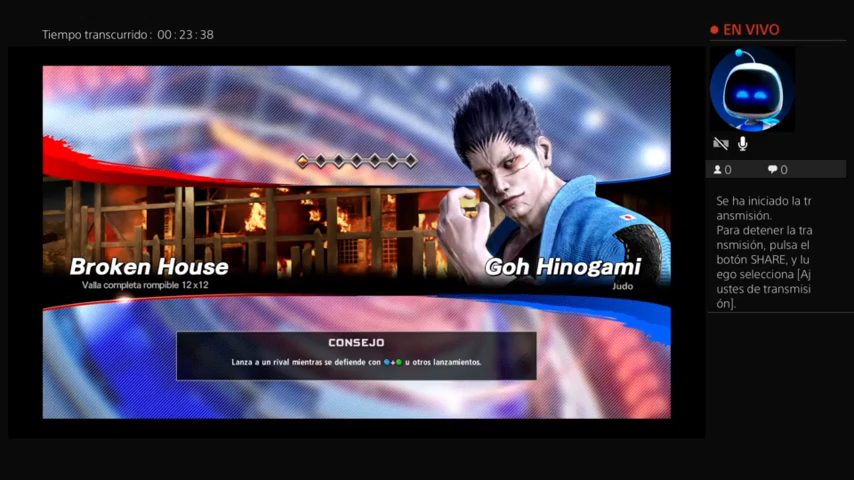 Tiempo transcurrido: 00:23:38
EN VIVO
0 0
Broken House
Valla completa rompible 12x12
Goh Hinogami
Judo
CONSEJO
Lanza a un rival mientras se defiende con + u otros lanzamientos.
Se ha iniciado la tr
ansmisión.
Para detener la tra
nsmisión, pulsa el
botón SHARE, y lu
ego selecciona [Aj
ustes de transmisi
ón].